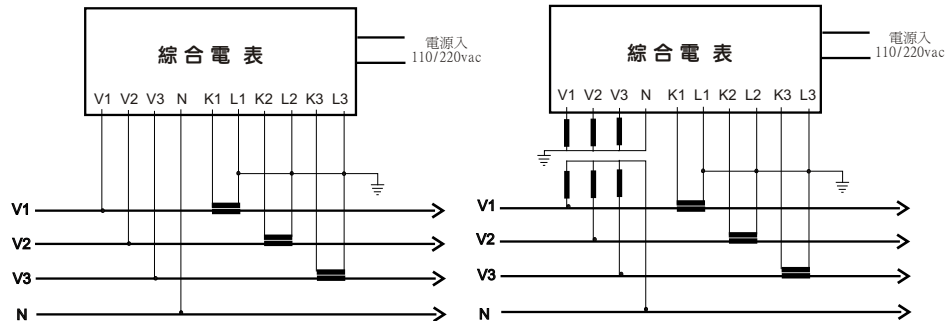 綜合電表
電源入
110/220vac
V1 V2 V3 N K1 L1 K2 L2 K3 L3
V1
V2
V3
N
綜合電表
電源入
110/220vac
V1 V2 V3 N K1 L1 K2 L2 K3 L3
V1
V2
V3
N